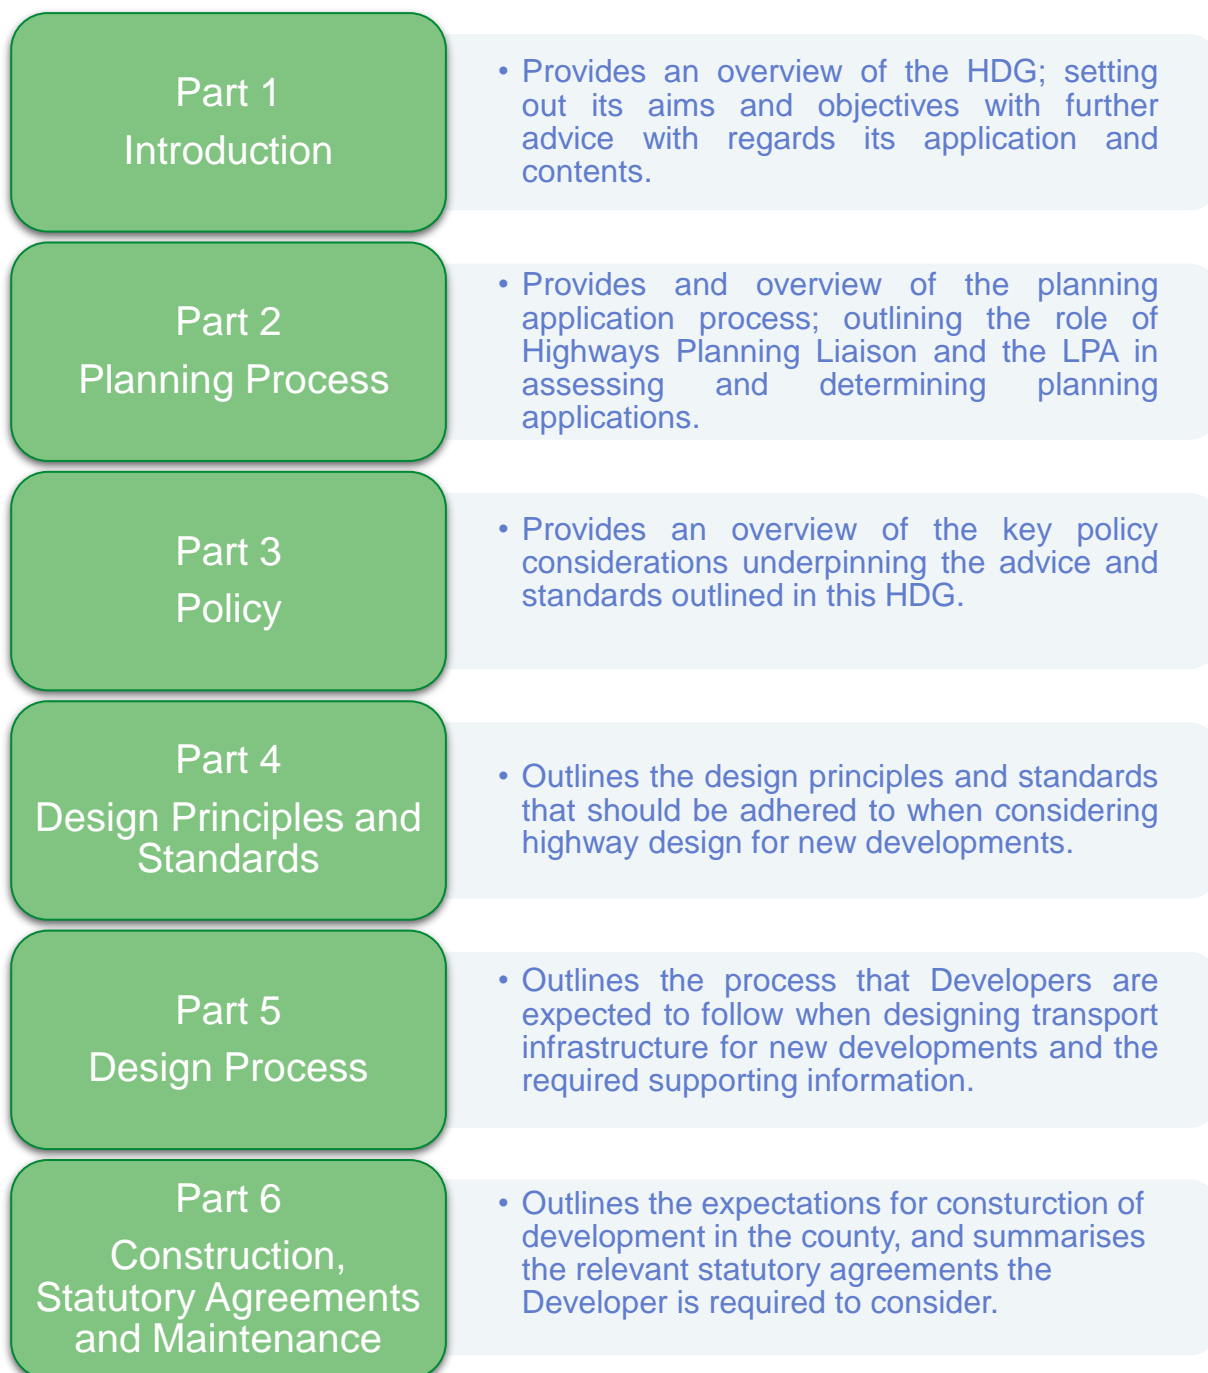 Part 1
Introduction
• Provides an overview of the HDG; setting
out its aims and objectives with further
advice with regards its application and
contents.
Part 2
Planning Process
• Provides and overview of the planning
application process; outlining the role of
Highways Planning Liaison and the LPA in
assessing and determining planning
applications.
Part 3
Policy
• Provides an overview of the key policy
considerations underpinning the advice and
standards outlined in this HDG.
Part 4
Design Principles and
Standards
• Outlines the design principles and standards
that should be adhered to when considering
highway design for new developments.
Part 5
Design Process
• Outlines the process that Developers are
expected to follow when designing transport
infrastructure for new developments and the
required supporting information.
Part 6
Construction,
Statutory Agreements
and Maintenance
• Outlines the expectations for consturction of
development in the county, and summarises
the relevant statutory agreements the
Developer is required to consider.